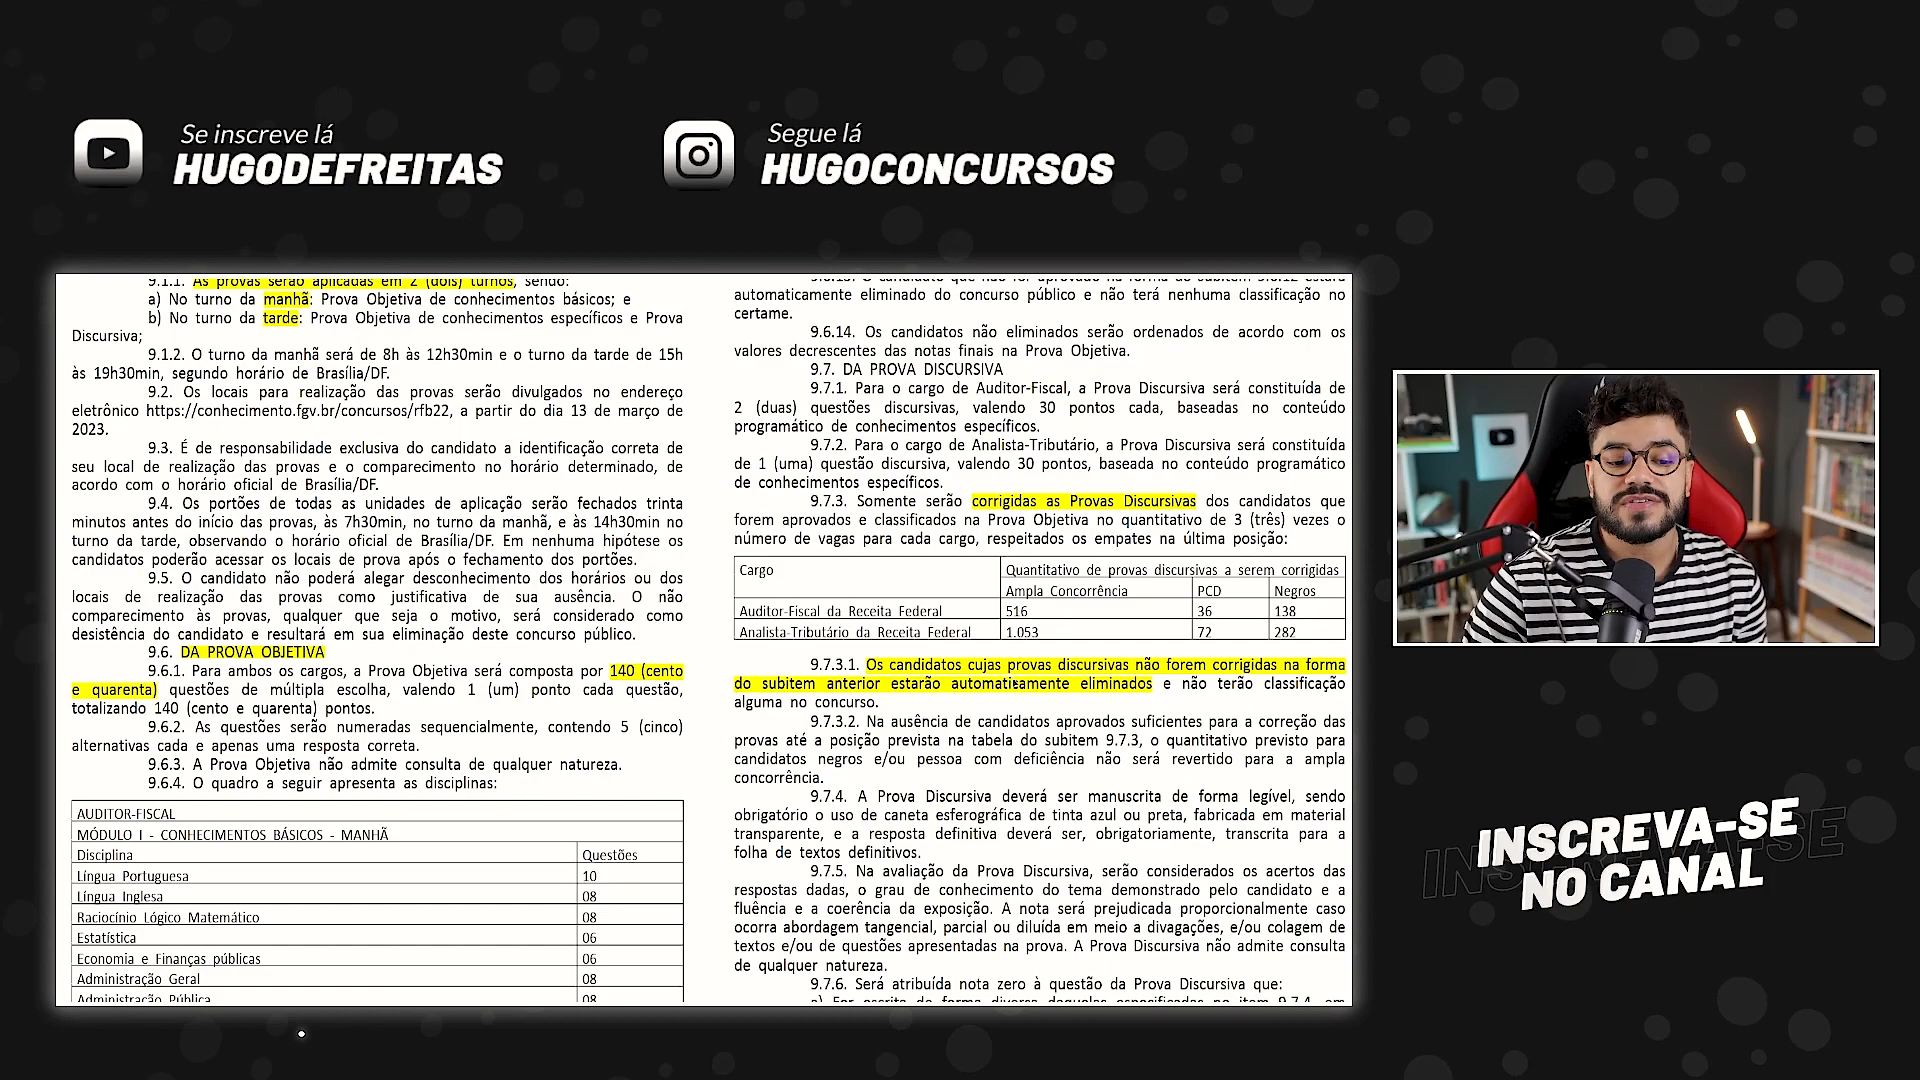 Se inscreve lá
HUGODEFREITAS
Segue lá
HUGOCONCURSOS
9.1.1. As provas serão aplicadas em 2 (dois) turnos, sendo:
a) No turno da manhã: Prova Objetiva de conhecimentos básicos; e
b) No turno da tarde: Prova Objetiva de conhecimentos específicos e Prova
Discursiva;
9.1.2. O turno da manhã será de 8h às 12h30min e o turno da tarde de 15h
às 19h30min, segundo horário de Brasília/DF.
9.2. Os locais para realização das provas serão divulgados no endereço
eletrônico https://conhecimento.fgv.br/concursos/rfb22, a partir do dia 13 de março de
2023.
9.3. É de responsabilidade exclusiva do candidato a identificação correta de
seu local de realização das provas e o comparecimento no horário determinado, de
acordo com o horário oficial de Brasília/DF.
9.4. Os portões de todas as unidades de aplicação serão fechados trinta
minutos antes do início das provas, às 7h30min, no turno da manhã, e às 14h30min no
turno da tarde, observando o horário oficial de Brasília/DF. Em nenhuma hipótese os
candidatos poderão acessar os locais de prova após o fechamento dos portões.
9.5. O candidato não poderá alegar desconhecimento dos horários ou dos
locais de realização das provas como justificativa de sua ausência. O não
comparecimento às provas, qualquer que seja o motivo, será considerado como
desistência do candidato e resultará em sua eliminação deste concurso público.
9.6. DA PROVA OBJETIVA
9.6.1. Para ambos os cargos, a Prova Objetiva será composta por 140 (cento
e quarenta) questões de múltipla escolha, valendo 1 (um) ponto cada questão,
totalizando 140 (cento e quarenta) pontos.
9.6.2. As questões serão numeradas sequencialmente, contendo 5 (cinco)
alternativas cada e apenas uma resposta correta.
9.6.3. A Prova Objetiva não admite consulta de qualquer natureza.
9.6.4. O quadro a seguir apresenta as disciplinas:
AUDITOR-FISCAL
MÓDULO I - CONHECIMENTOS BÁSICOS - MANHÃ
Disciplina Questões
Língua Portuguesa 10
Língua Inglesa 08
Raciocínio Lógico Matemático 08
Estatística 06
Economia e Finanças públicas 06
Administração Geral 08
Administração Pública 08
automaticamente eliminado do concurso público e não terá nenhuma classificação no
certame.
9.6.14. Os candidatos não eliminados serão ordenados de acordo com os
valores decrescentes das notas finais na Prova Objetiva.
9.7. DA PROVA DISCURSIVA
9.7.1. Para o cargo de Auditor-Fiscal, a Prova Discursiva será constituída de
2 (duas) questões discursivas, valendo 30 pontos cada, baseadas no conteúdo
programático de conhecimentos específicos.
9.7.2. Para o cargo de Analista-Tributário, a Prova Discursiva será constituída
de 1 (uma) questão discursiva, valendo 30 pontos, baseada no conteúdo programático
de conhecimentos específicos.
9.7.3. Somente serão corrigidas as Provas Discursivas dos candidatos que
forem aprovados e classificados na Prova Objetiva no quantitativo de 3 (três) vezes o
número de vagas para cada cargo, respeitados os empates na última posição:
Cargo Quantitativo de provas discursivas a serem corrigidas
Ampla Concorrência PCD Negros
Auditor-Fiscal da Receita Federal 516 36 138
Analista-Tributário da Receita Federal 1.053 72 282
9.7.3.1. Os candidatos cujas provas discursivas não forem corrigidas na forma
do subitem anterior estarão automaticamente eliminados e não terão classificação
alguma no concurso.
9.7.3.2. Na ausência de candidatos aprovados suficientes para a correção das
provas até a posição prevista na tabela do subitem 9.7.3, o quantitativo previsto para
candidatos negros e/ou pessoa com deficiência não será revertido para a ampla
concorrência.
9.7.4. A Prova Discursiva deverá ser manuscrita de forma legível, sendo
obrigatório o uso de caneta esferográfica de tinta azul ou preta, fabricada em material
transparente, e a resposta definitiva deverá ser, obrigatoriamente, transcrita para a
folha de textos definitivos.
9.7.5. Na avaliação da Prova Discursiva, serão considerados os acertos das
respostas dadas, o grau de conhecimento do tema demonstrado pelo candidato e a
fluência e a coerência da exposição. A nota será prejudicada proporcionalmente caso
ocorra abordagem tangencial, parcial ou diluída em meio a divagações, e/ou colagem de
textos e/ou de questões apresentadas na prova. A Prova Discursiva não admite consulta
de qualquer natureza.
9.7.6. Será atribuída nota zero à questão da Prova Discursiva que:
INSCREVA-SE
NO CANAL